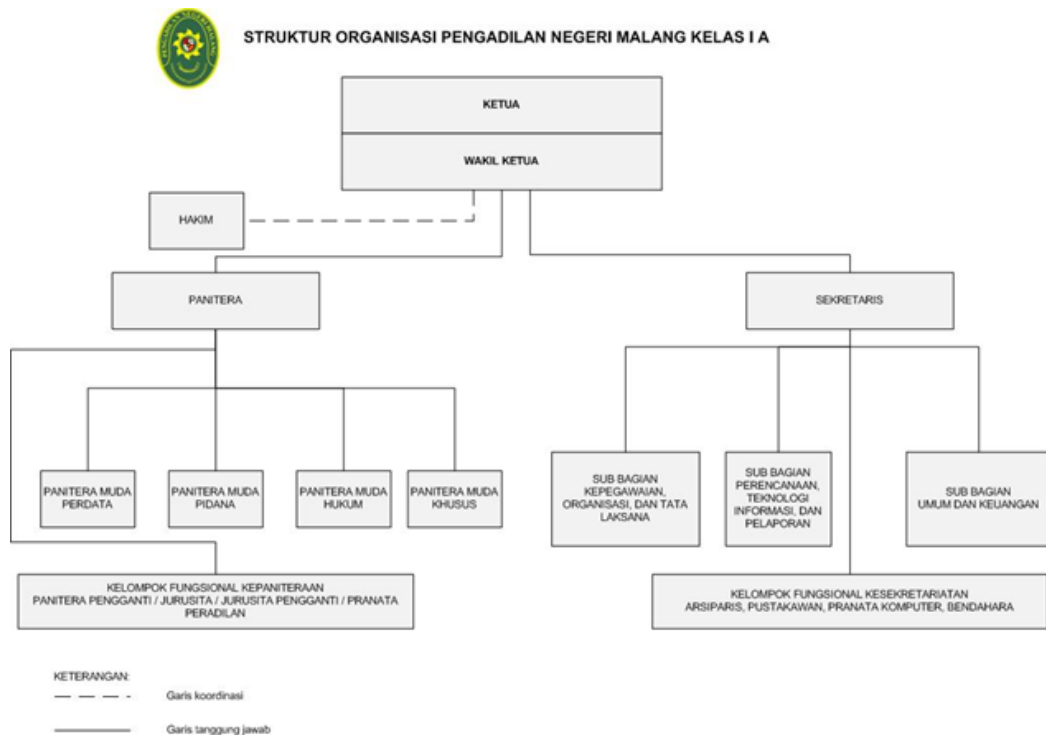 STRUKTUR ORGANISASI PENGADILAN NEGERI MALANG KELAS I A
PENGADILAN NEGERI MALANG
KETUA
WAKIL KETUA
HAKIM
PANITERA
SEKRETARIS
PANITERA MUDA
PERDATA
PANITERA MUDA
PIDANA
PANITERA MUDA
HUKUM
PANITERA MUDA
KHUSUS
SUB BAGIAN
KEPEGAWAIAN,
ORGANISASI, DAN TATA
LAKSANA
SUB BAGIAN
PERENCANAAN,
TEKNOLOGI
INFORMASI, DAN
PELAPORAN
SUB BAGIAN
UMUM DAN KEUANGAN
KELOMPOK FUNGSIONAL KEPANITERAAN
PANITERA PENGGANTI / JURUSITA / JURUSITA PENGGANTI / PRANATA
PERADILAN
KELOMPOK FUNGSIONAL KESEKRETARIATAN
ARSIPARIS, PUSTAKAWAN, PRANATA KOMPUTER, BENDAHARA
KETERANGAN:
Garis koordinasi
Garis tanggung jawab